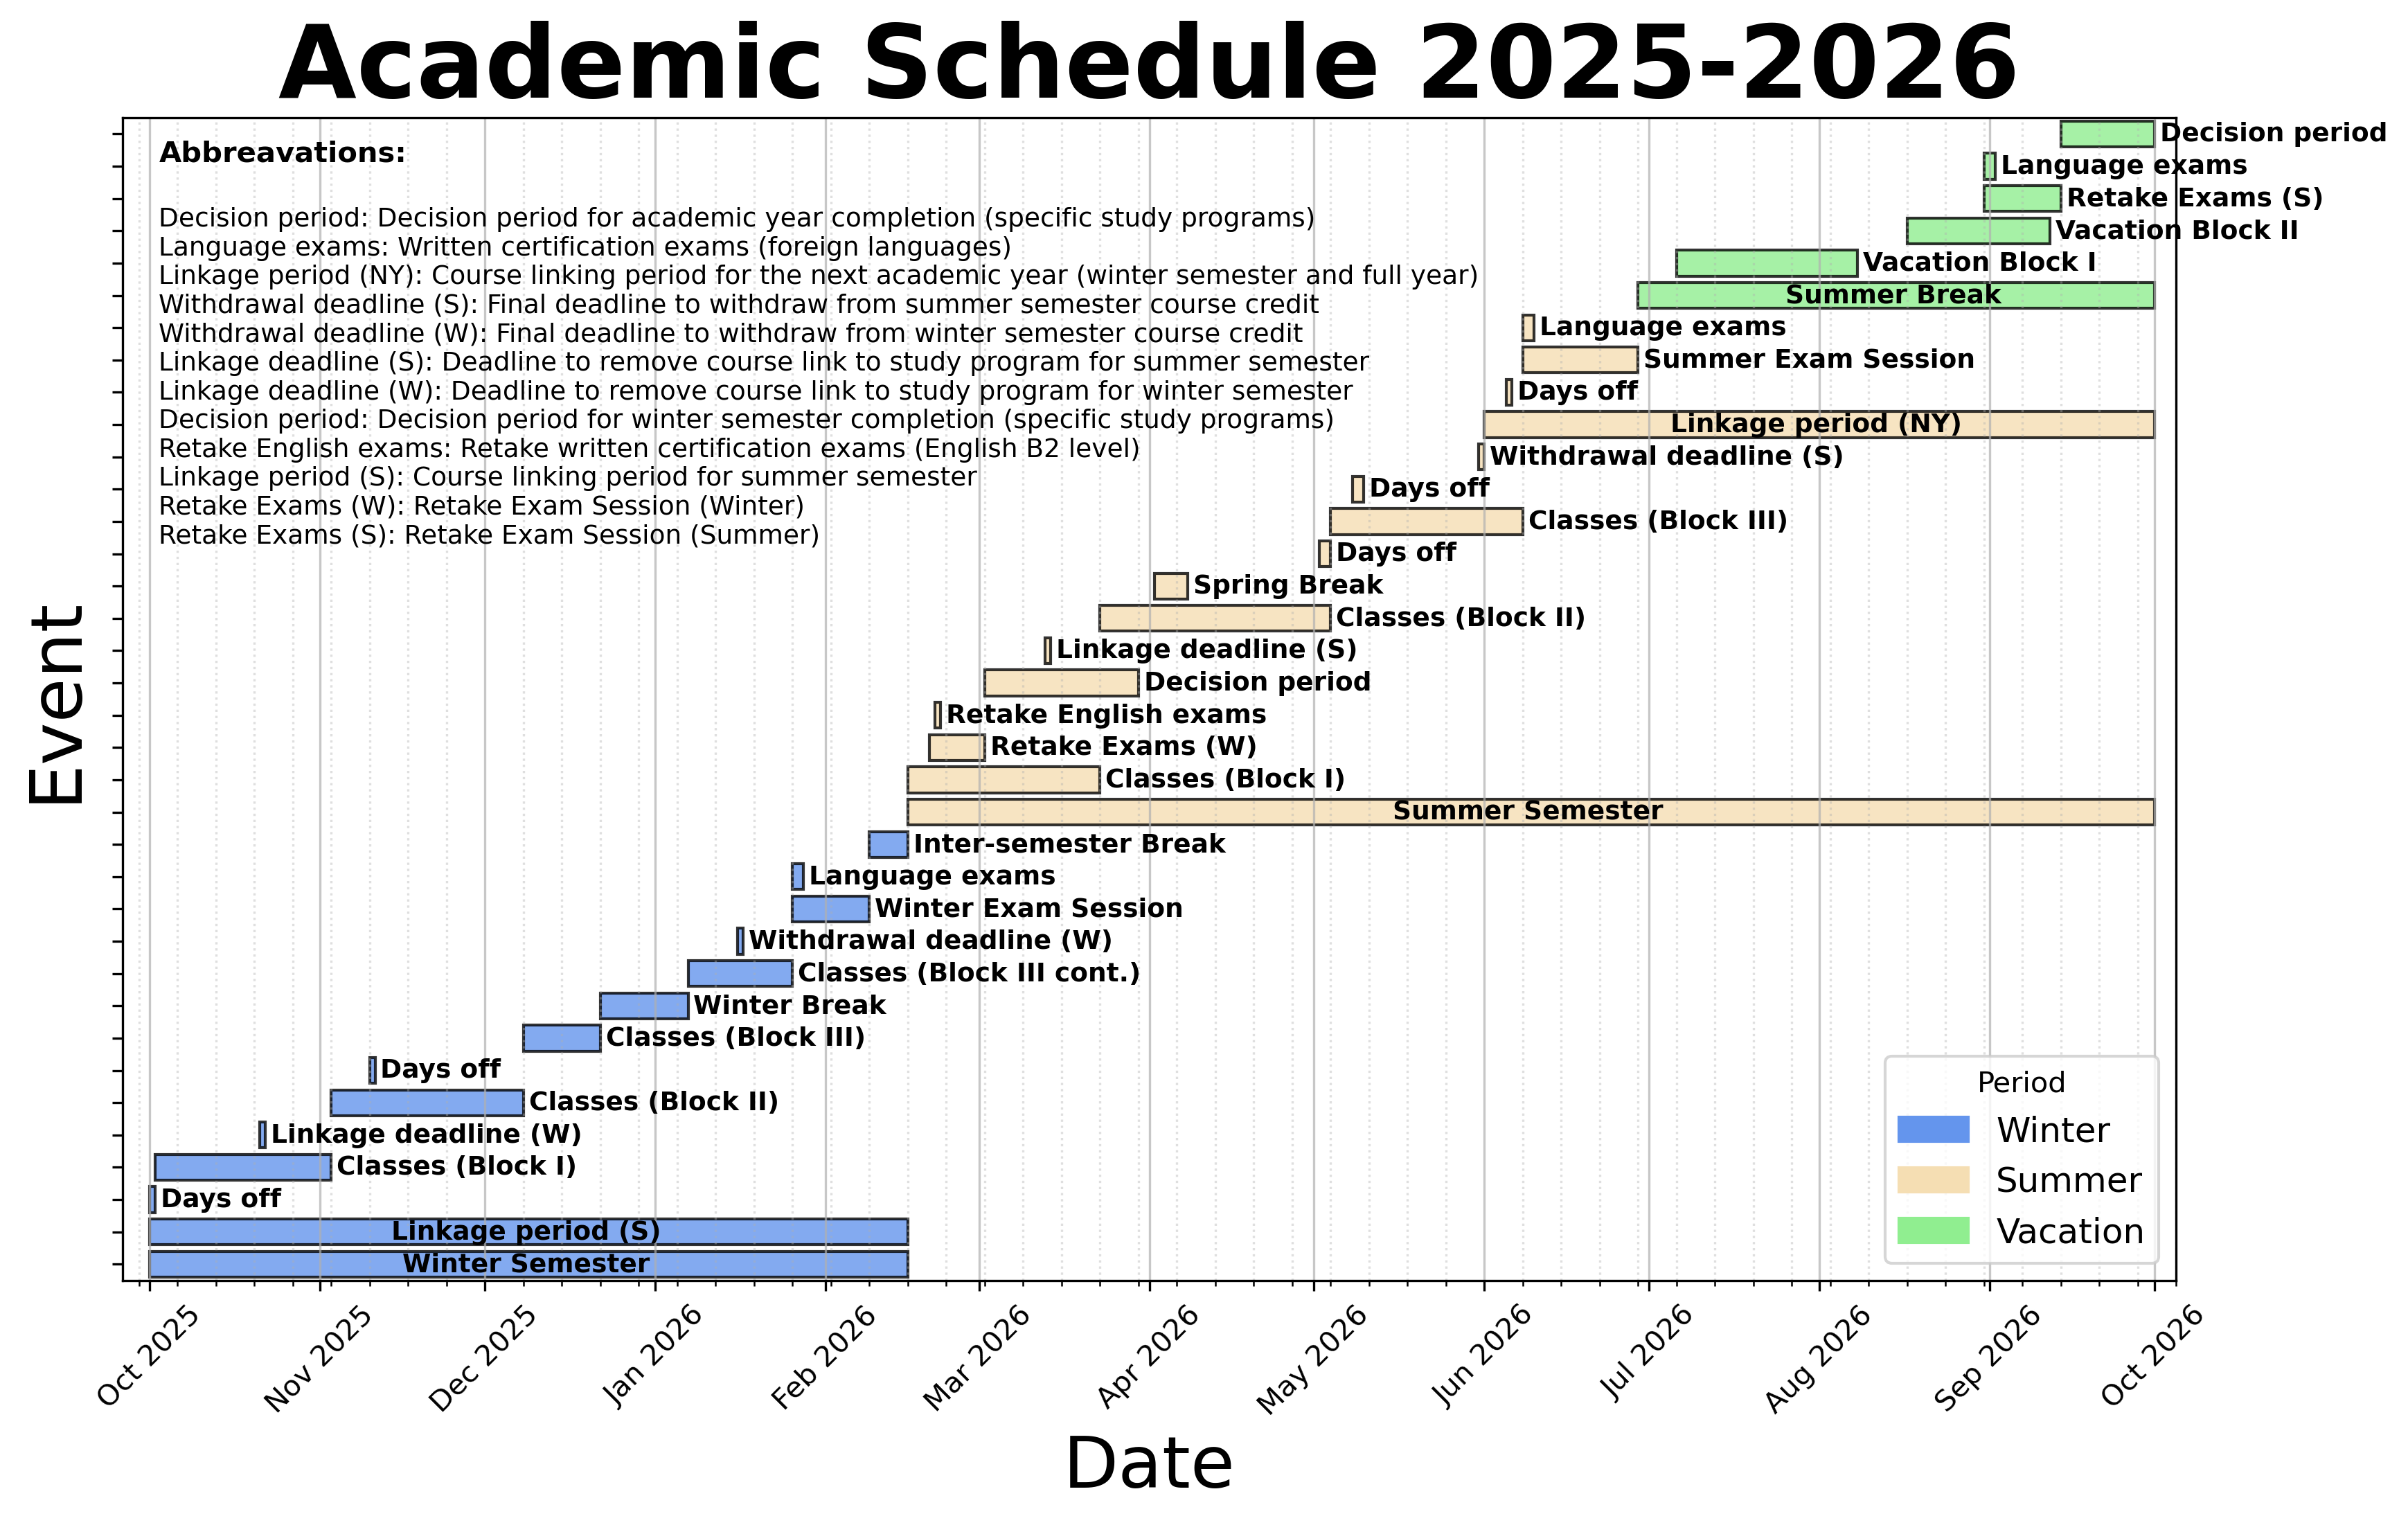 Academic Schedule 2025-2026
Abbreavations:
Decision period: Decision period for academic year completion (specific study programs)
Language exams: Written certification exams (foreign languages)
Linkage period (NY): Course linking period for the next academic year (winter semester and full year)
Withdrawal deadline (S): Final deadline to withdraw from summer semester course credit
Withdrawal deadline (W): Final deadline to withdraw from winter semester course credit
Linkage deadline (S): Deadline to remove course link to study program for summer semester
Linkage deadline (W): Deadline to remove course link to study program for winter semester
Decision period: Decision period for winter semester completion (specific study programs)
Retake English exams: Retake written certification exams (English B2 level)
Linkage period (S): Course linking period for summer semester
Retake Exams (W): Retake Exam Session (Winter)
Retake Exams (S): Retake Exam Session (Summer)
Decision period
Language exams
Retake Exams (S)
Vacation Block II
Vacation Block I
Summer Break
Language exams
Summer Exam Session
Days off
Linkage period (NY)
Withdrawal deadline (S)
Days off
Classes (Block III)
Days off
Spring Break
Classes (Block II)
Linkage deadline (S)
Decision period
Retake English exams
Retake Exams (W)
Classes (Block I)
Summer Semester
Inter-semester Break
Language exams
Winter Exam Session
Withdrawal deadline (W)
Classes (Block III cont.)
Winter Break
Classes (Block III)
Days off
Classes (Block II)
Linkage deadline (W)
Classes (Block I)
Days off
Linkage period (S)
Winter Semester
Event
Period
Winter
Summer
Vacation
Oct 2025
Nov 2025
Dec 2025
Jan 2026
Feb 2026
Mar 2026
Apr 2026
May 2026
Jun 2026
Jul 2026
Aug 2026
Sep 2026
Oct 2026
Date